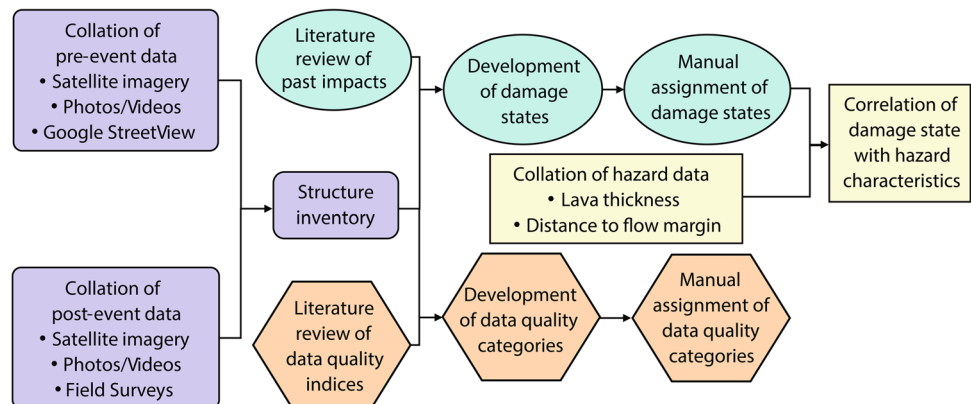 Collation of
pre-event data
• Satellite imagery
• Photos/Videos
• Google StreetView
Literature
review of
past impacts
Development
of damage
states
Manual
assignment of
damage states
Correlation of
damage state
with hazard
characteristics
Structure
inventory
Collation of hazard data
• Lava thickness
• Distance to flow margin
Collation of
post-event data
• Satellite imagery
• Photos/Videos
• Field Surveys
Literature
review of
data quality
indices
Development
of data quality
categories
Manual
assignment of
data quality
categories